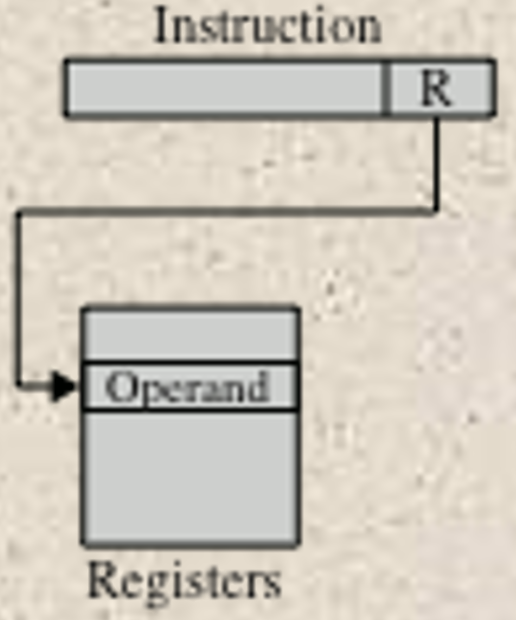 Instruction
R
Operand
Registers